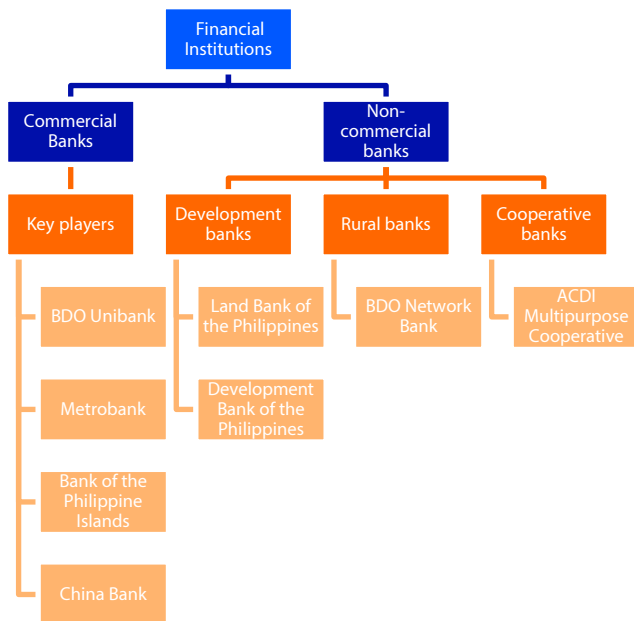 Financial
Institutions
Commercial
Banks
Non-
commercial
banks
Key players
Development
banks
Rural banks
Cooperative
banks
BDO Unibank
Land Bank of
the Philippines
BDO Network
Bank
ACDI
Multipurpose
Cooperative
Metrobank
Development
Bank of the
Philippines
Bank of the
Philippine
Islands
China Bank